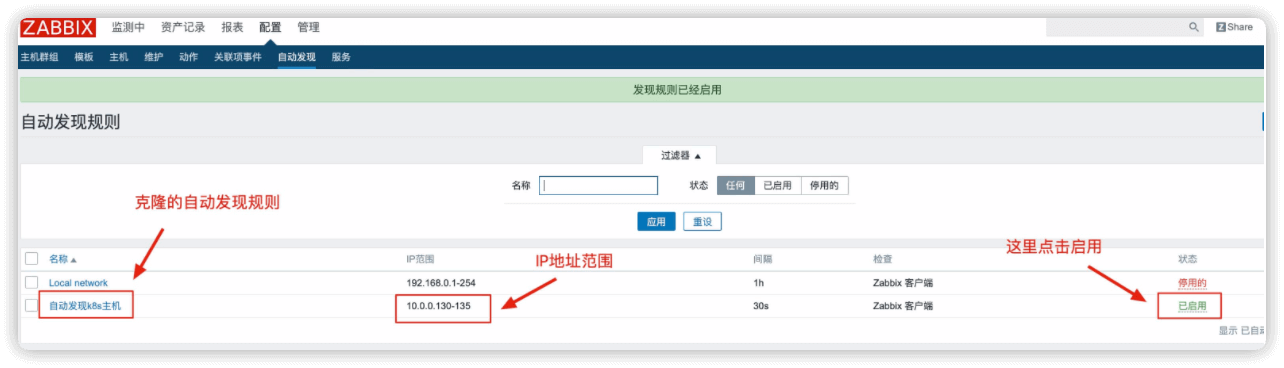 ZABBIX 监测中 资产记录 报表 配置 管理 Z Share
主机群组 模板 主机 维护 动作 关联项事件 自动发现 服务
发现规则已经启用
自动发现规则
过滤器 ▲
名称 状态 任何 已启用 停用的
克隆的自动发现规则
应用 重设
这里点击启用
IP地址范围
名称 ▲ IP范围 间隔 检查 状态
Local network 192.168.0.1-254 1h Zabbix 客户端 停用的
自动发现k8s主机 10.0.0.130-135 30s Zabbix 客户端 已启用
显示 已自